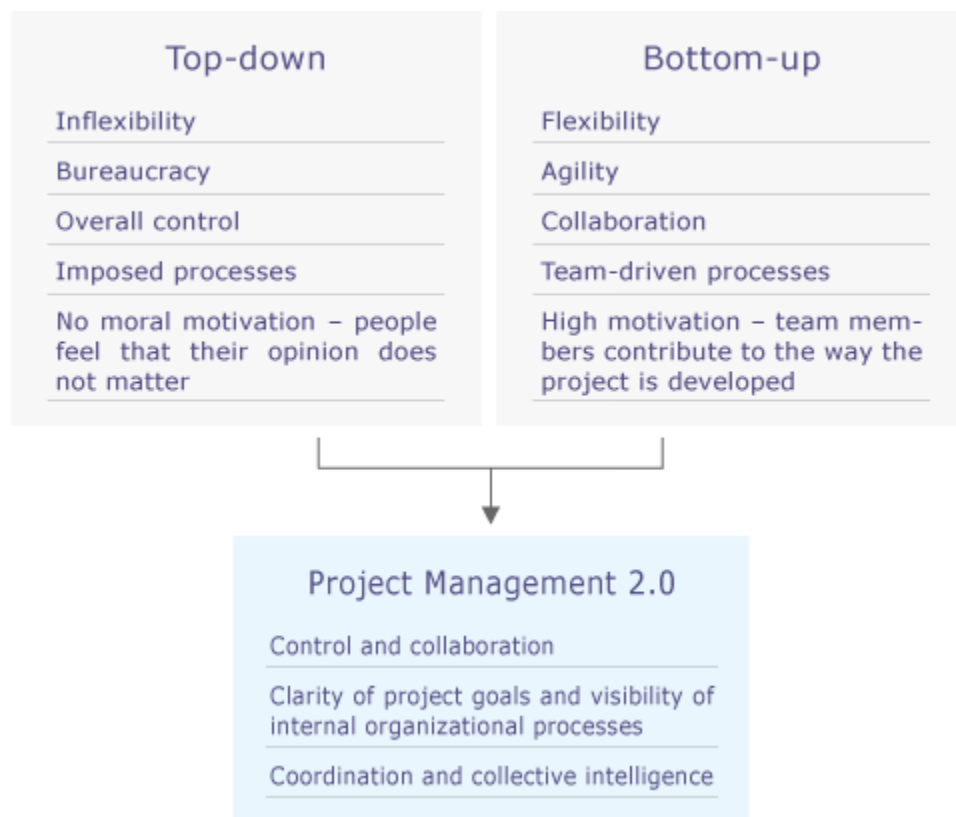 Top-down
Inflexibility
Bureaucracy
Overall control
Imposed processes
No moral motivation – people
feel that their opinion does
not matter
Bottom-up
Flexibility
Agility
Collaboration
Team-driven processes
High motivation – team mem-
bers contribute to the way the
project is developed
Project Management 2.0
Control and collaboration
Clarity of project goals and visibility of
internal organizational processes
Coordination and collective intelligence